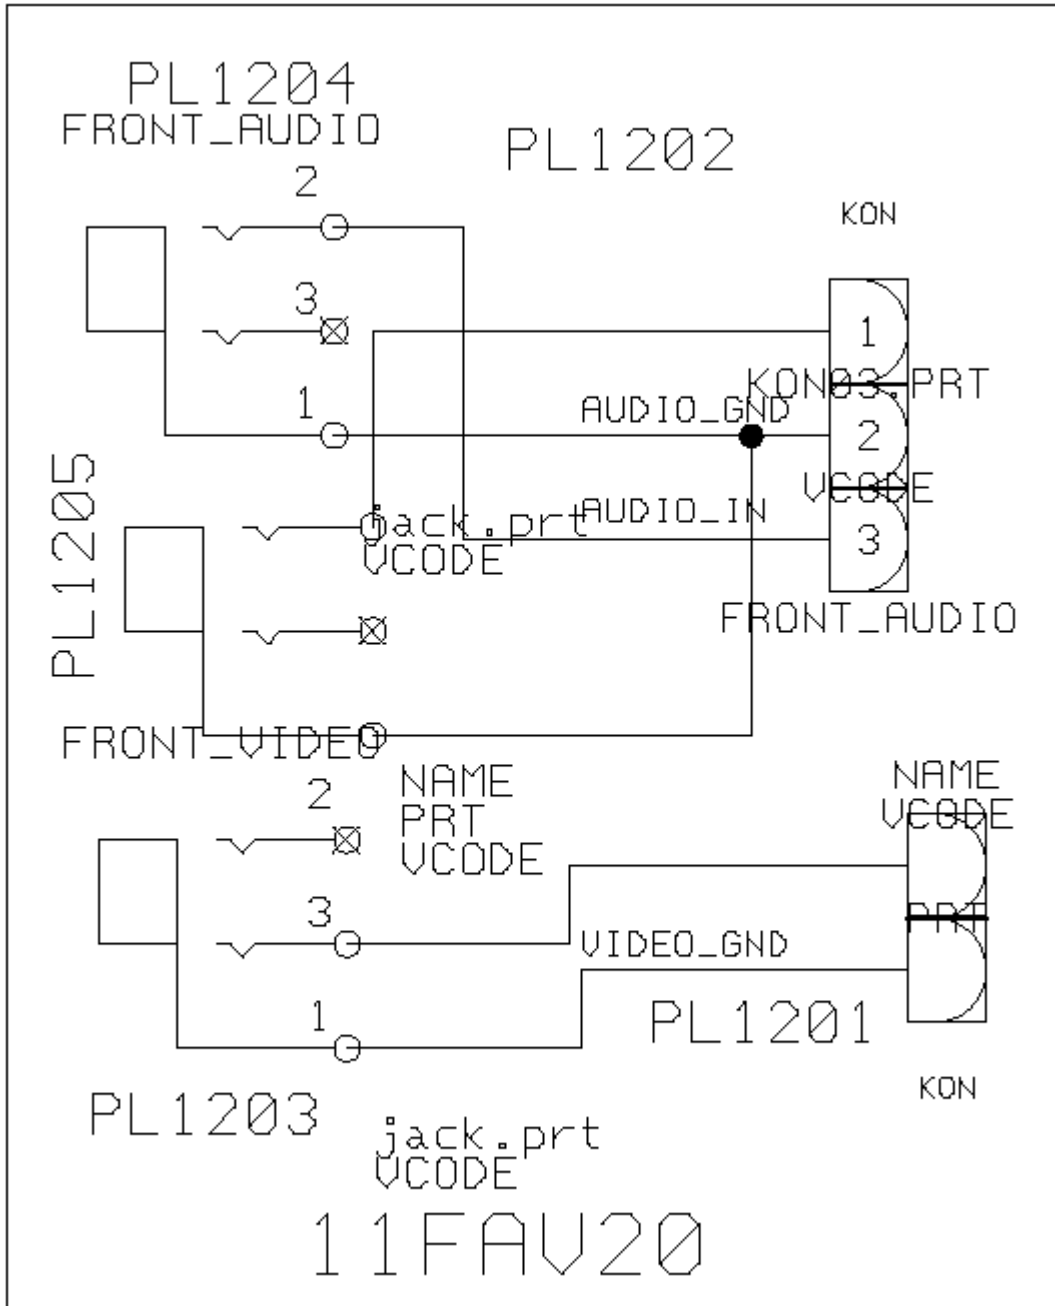 PL1204
FRONT_AUDIO
PL1202
KON
2
3
1
1
KON03.PRT
AUDIO_GND
2
VCODE
PL1205
AUDIO_IN
jack.prt
VCODE
3
FRONT_AUDIO
FRONT_VIDEO
NAME
PRT
VCODE
NAME
VCODE
PRT
2
3
VIDEO_GND
1
PL1201
KON
PL1203
jack.prt
VCODE
11FAV20